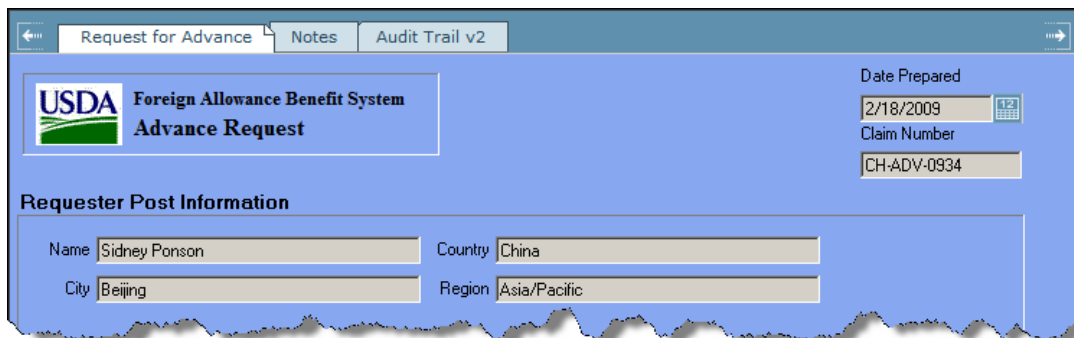 Request for Advance Notes Audit Trail v2
Date Prepared
USDA Foreign Allowance Benefit System
Advance Request
2/18/2009 12
Claim Number
CH-ADV-0934
Requester Post Information
Name Sidney Ponson Country China
City Beijing Region Asia/Pacific